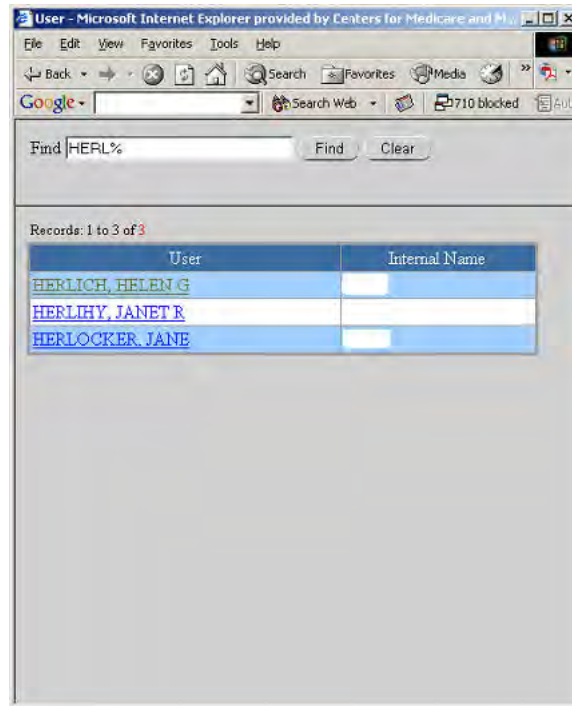 User - Microsoft Internet Explorer provided by Centers for Medicare and M...
File Edit View Favorites Tools Help
Back Search Favorites Media »
Google Search Web 710 blocked
Find HERL% Find Clear
Records: 1 to 3 of 3
User Internal Name
HERLICH, HELEN G
HERLIHY, JANET R
HERLOCKER, JANE